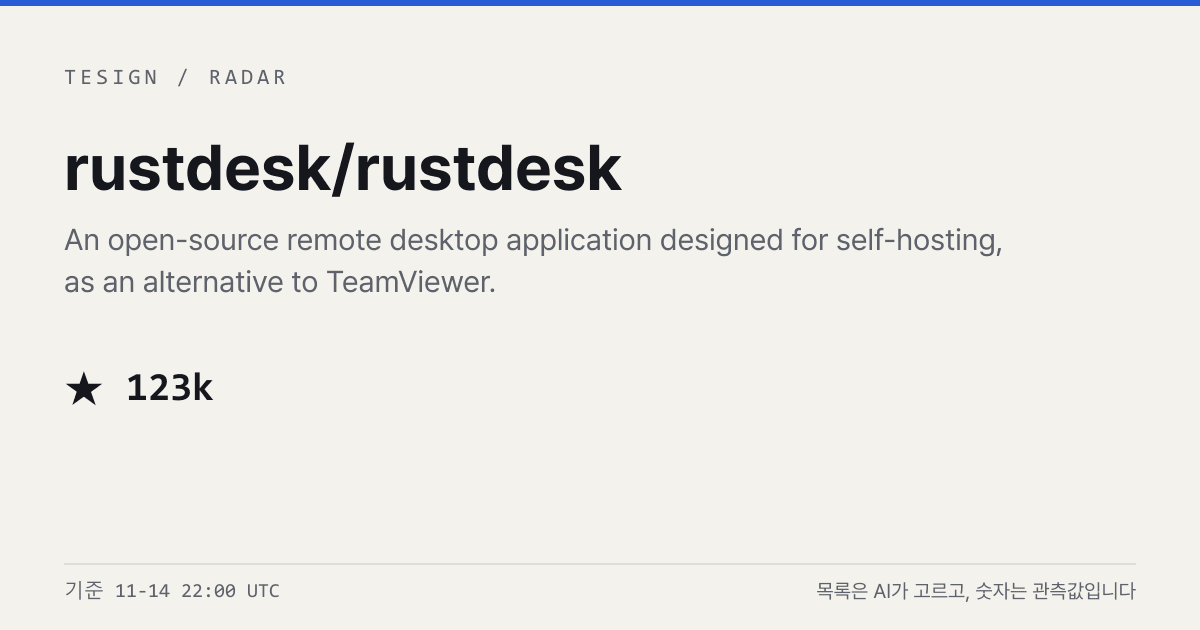 TESIGN / RADAR
rustdesk/rustdesk
An open-source remote desktop application designed for self-hosting,
as an alternative to TeamViewer.
★ 123k
기준 11-14 22:00 UTC
목록은 AI가 고르고, 숫자는 관측값입니다